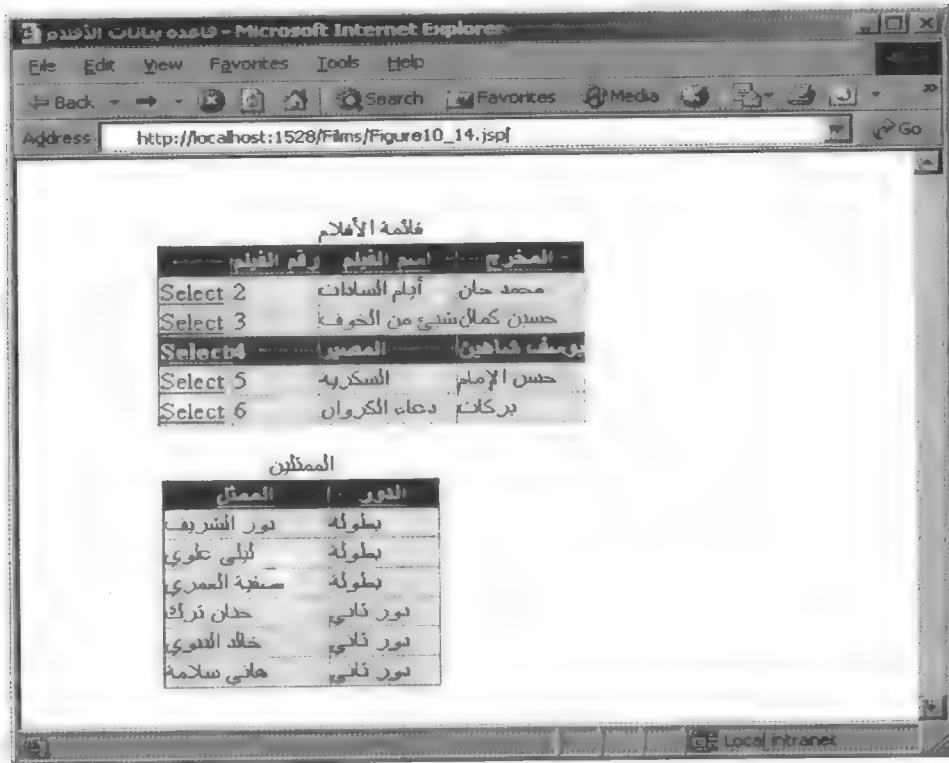 قاعده بيانات الأفلام - Microsoft Internet Explorer
File Edit View Favorites Tools Help
Back Search Favorites Media
Address http://localhost:1528/Films/Figure10_14.jsp Go
قائمة الأفلام
رقم الفيلم اسم الفيلم المخرج
Select 2 أيام السادات محمد خان
Select 3 شئ من الخوف حسين كمال
Select 4 المصير يوسف شاهين
Select 5 السكرية حسن الإمام
Select 6 دعاء الكروان بركات
الممثلين
الممثل الدور
نور الشريف بطولة
ليلى علوي بطولة
صفية العمري بطولة
حنان ترك دور ثاني
خالد النبوي دور ثاني
هاني سلامة دور ثاني
Local intranet